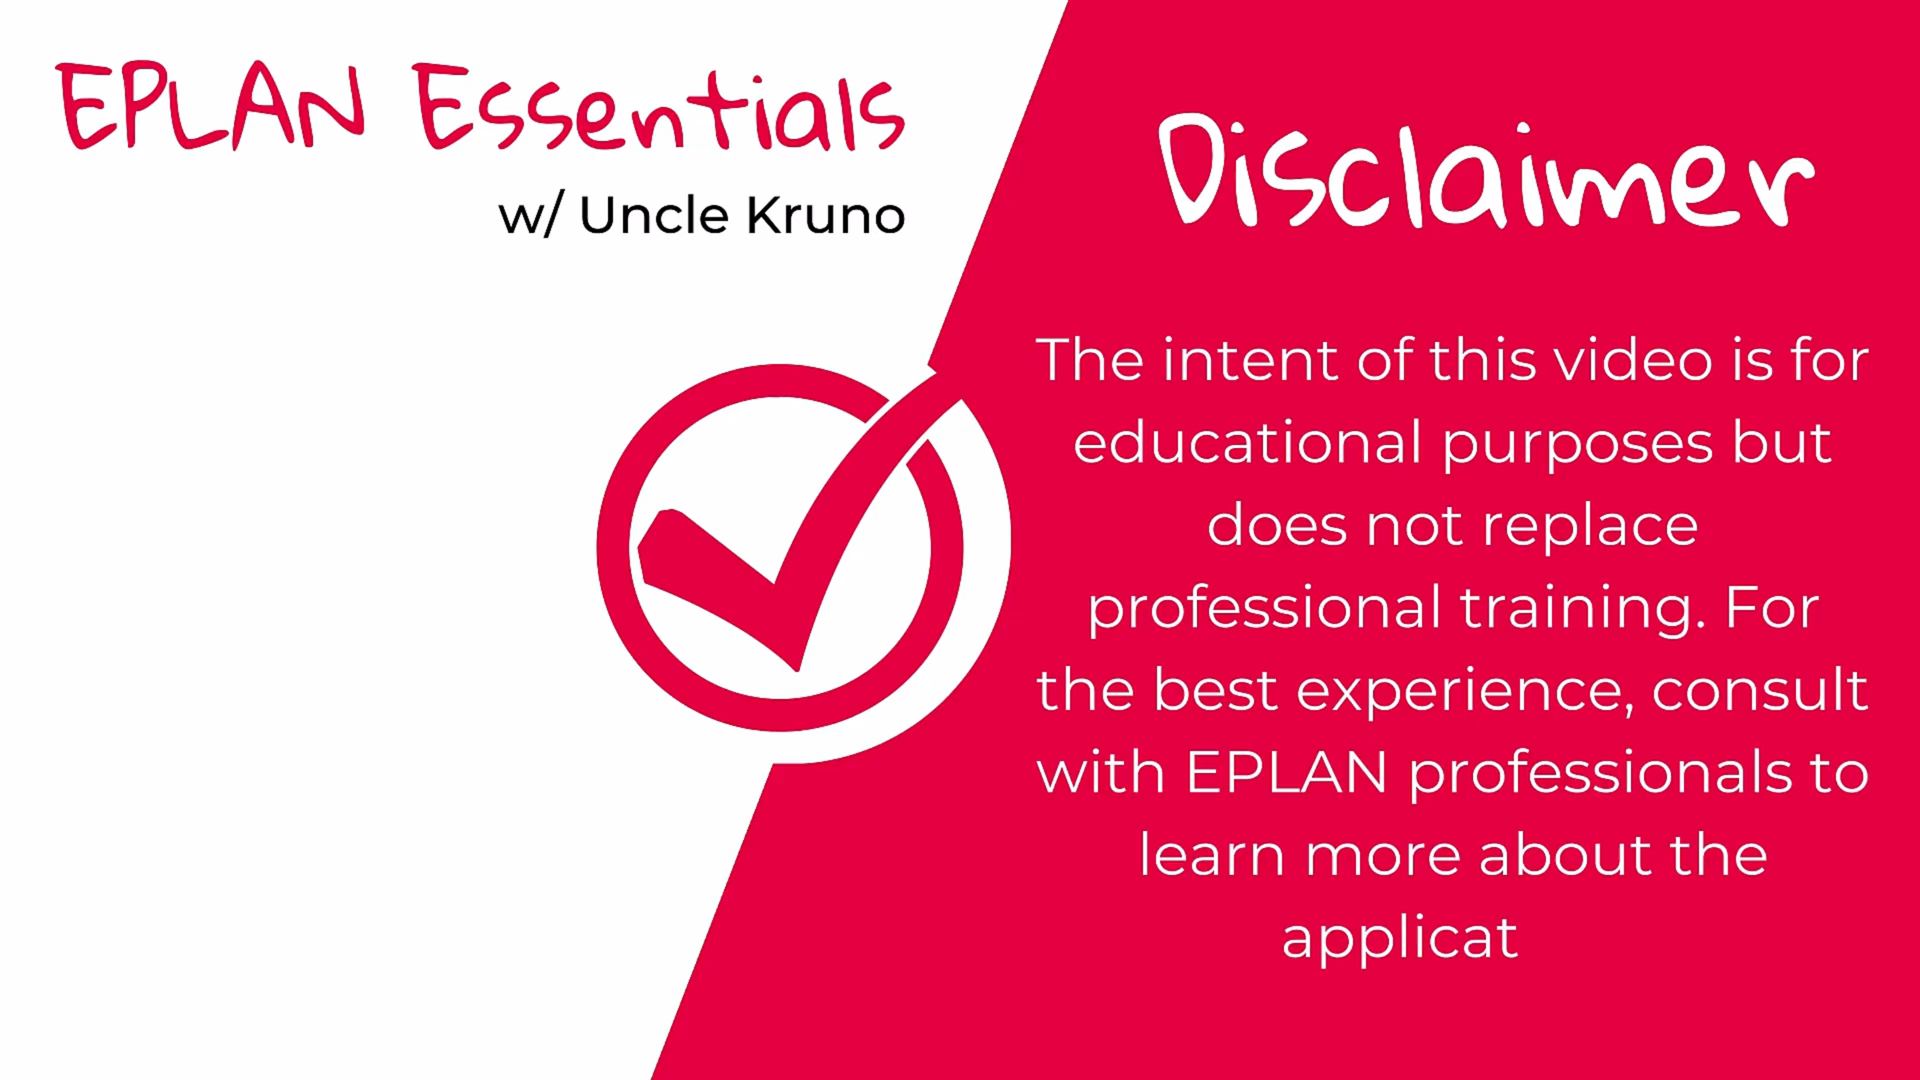 EPLAN Essentials
w/ Uncle Kruno
Disclaimer
The intent of this video is for
educational purposes but
does not replace
professional training. For
the best experience, consult
with EPLAN professionals to
learn more about the
applicat